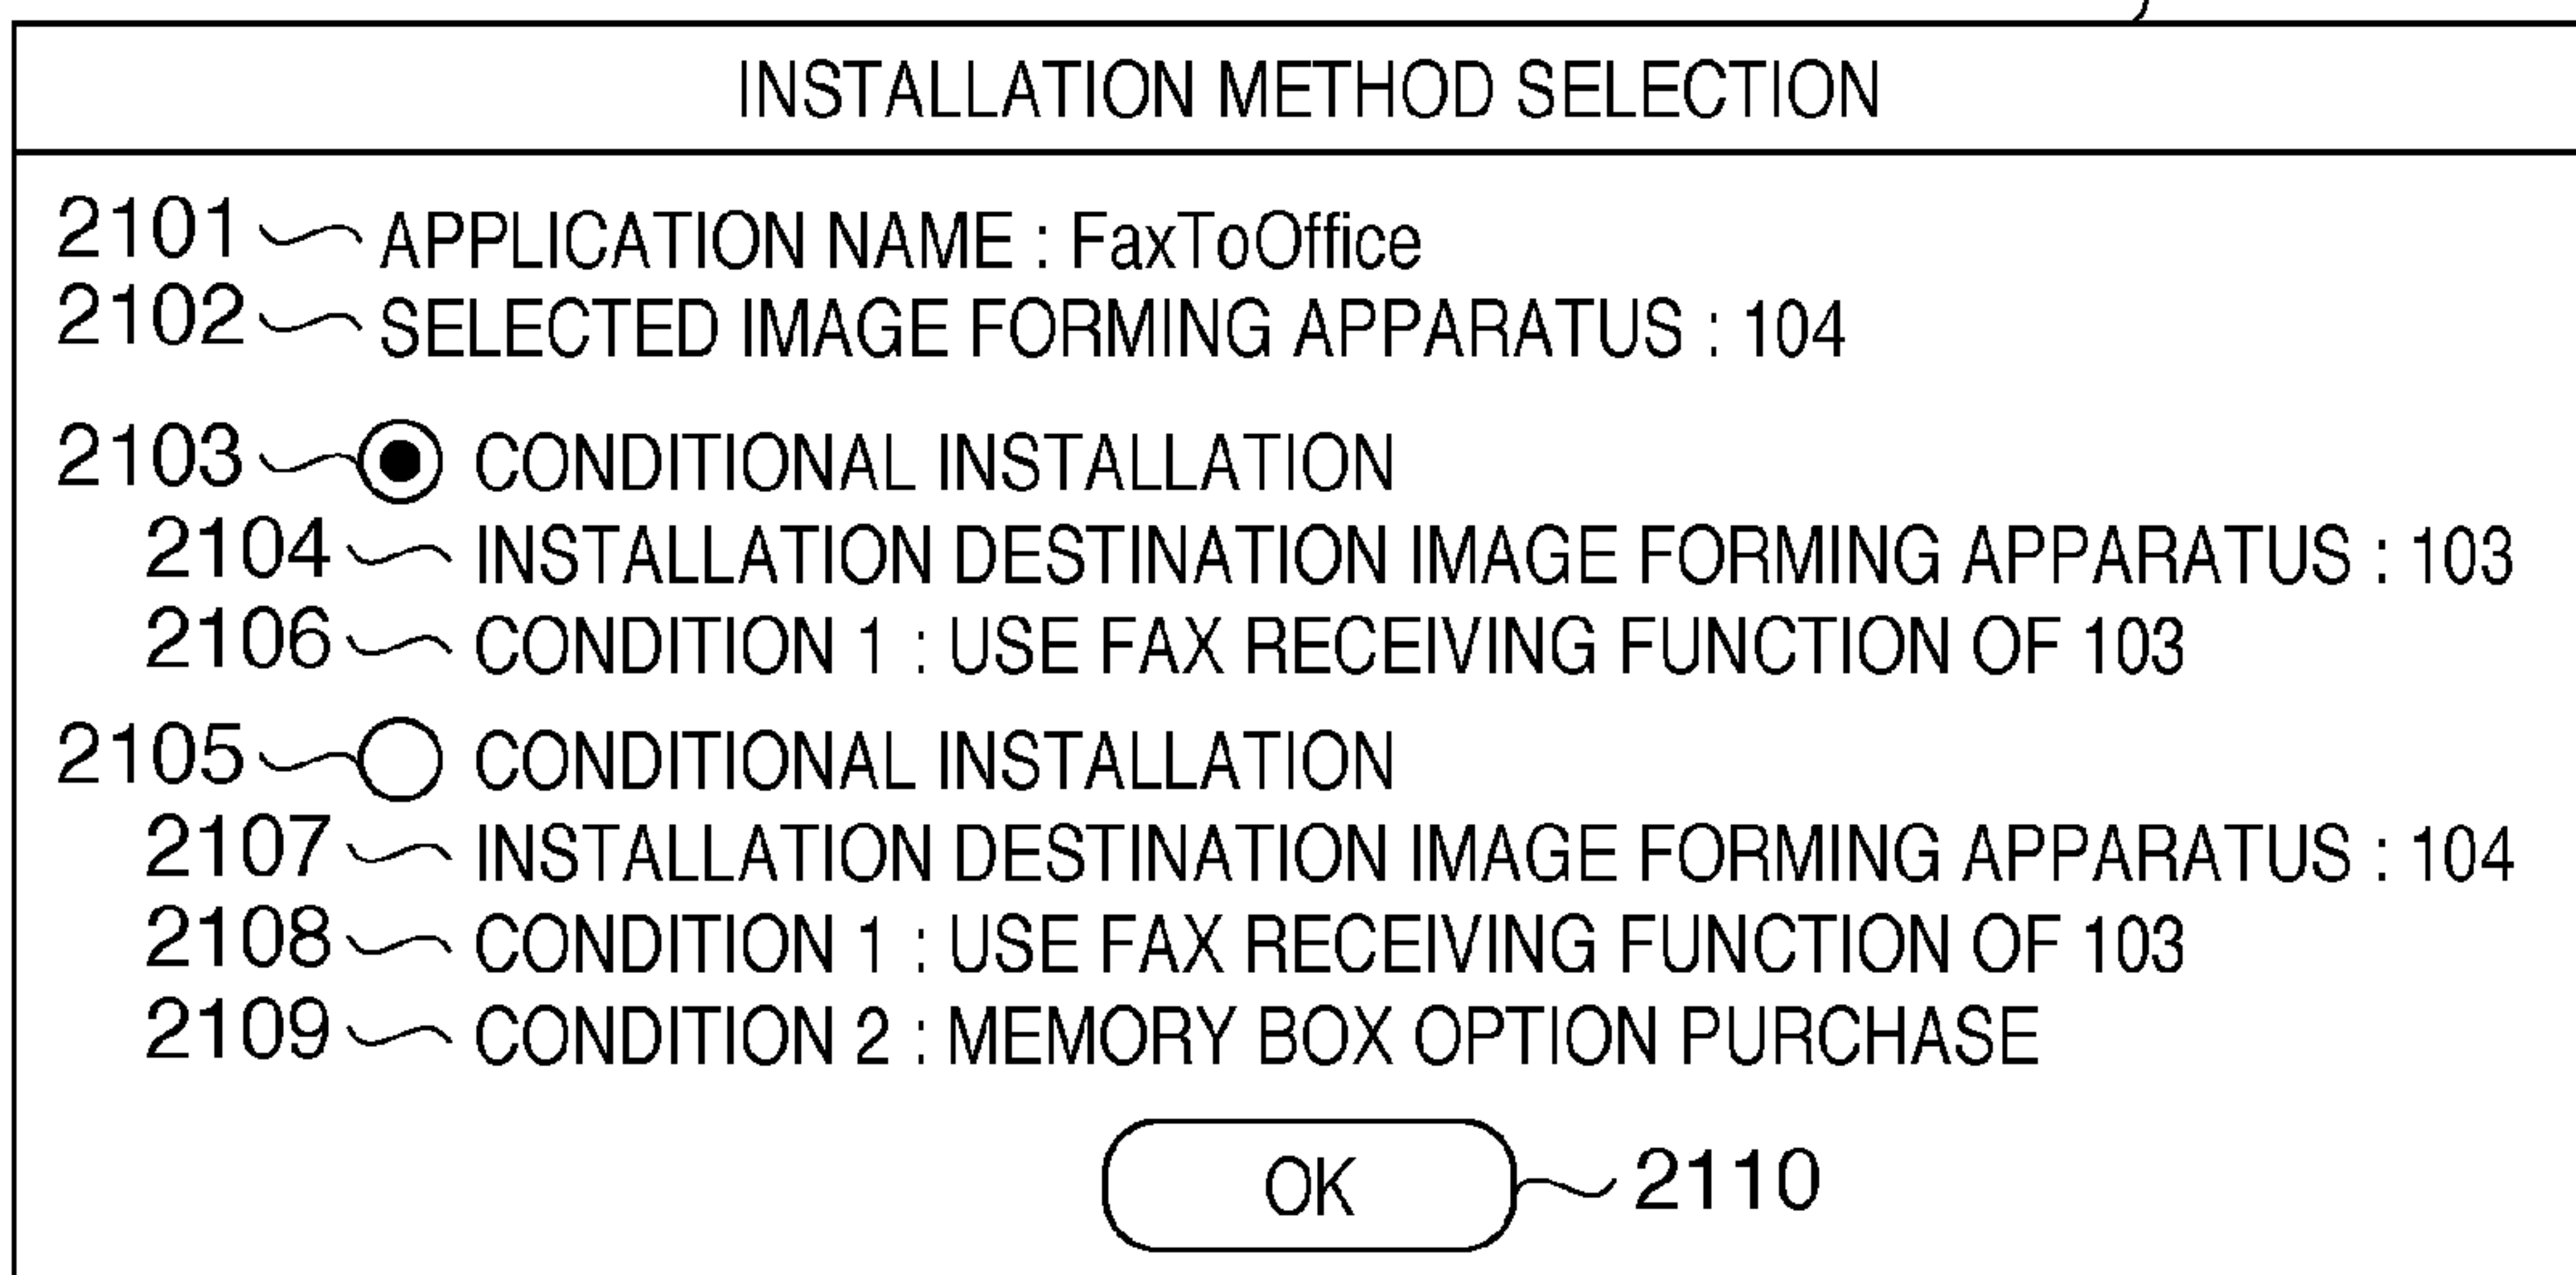 INSTALLATION METHOD SELECTION
2101 APPLICATION NAME : FaxToOffice
2102 SELECTED IMAGE FORMING APPARATUS : 104
2103 CONDITIONAL INSTALLATION
2104 INSTALLATION DESTINATION IMAGE FORMING APPARATUS : 103
2106 CONDITION 1 : USE FAX RECEIVING FUNCTION OF 103
2105 CONDITIONAL INSTALLATION
2107 INSTALLATION DESTINATION IMAGE FORMING APPARATUS : 104
2108 CONDITION 1 : USE FAX RECEIVING FUNCTION OF 103
2109 CONDITION 2 : MEMORY BOX OPTION PURCHASE
OK 2110